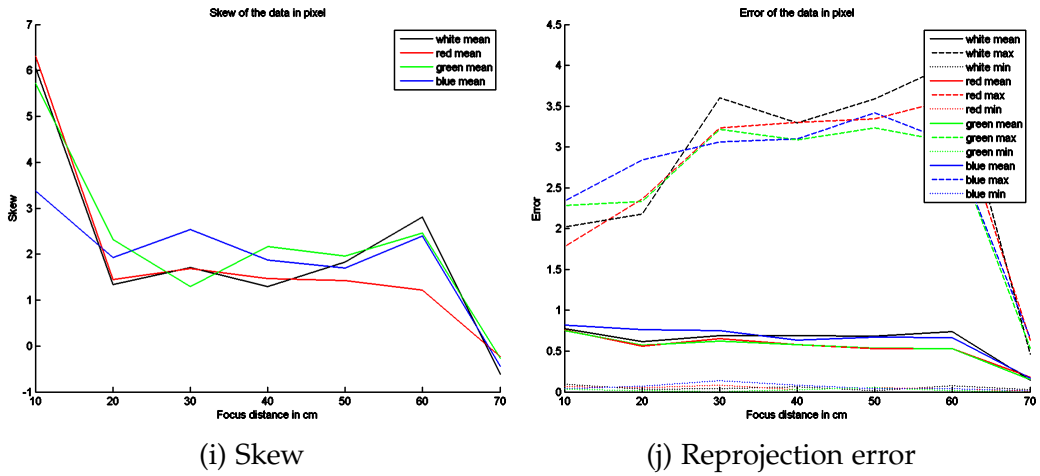 Skew of the data in pixel
7
6
5
4
3
2
1
0
-1
Skew
10
20
30
40
50
60
70
Focus distance in cm
white mean
red mean
green mean
blue mean
(i) Skew
Error of the data in pixel
4.5
4
3.5
3
2.5
2
1.5
1
0.5
0
Error
10
20
30
40
50
60
70
Focus distance in cm
white mean
white max
white min
red mean
red max
red min
green mean
green max
green min
blue mean
blue max
blue min
(j) Reprojection error